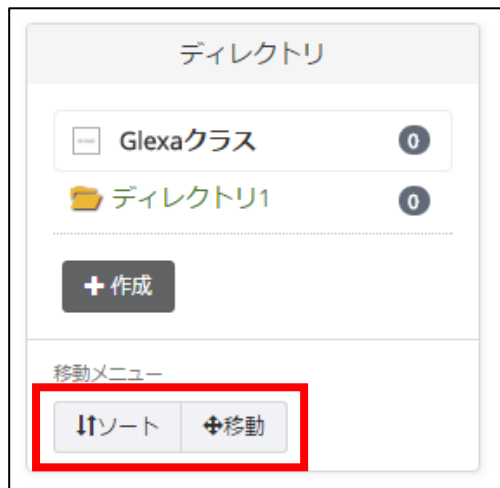 ディレクトリ
Glexaクラス 0
ディレクトリ1 0
作成
移動メニュー
ソート 移動